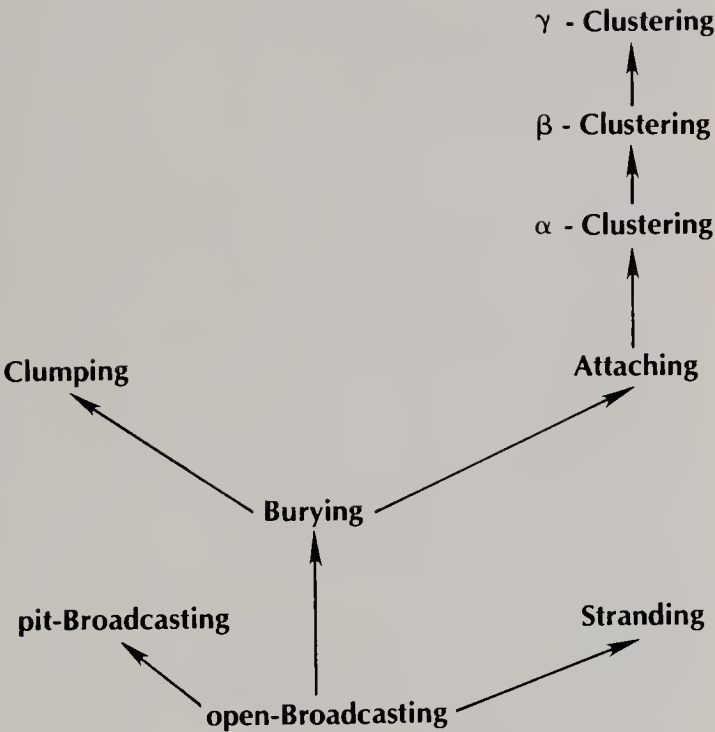 γ - Clustering
β - Clustering
α - Clustering
Clumping
Attaching
Burying
pit-Broadcasting
Stranding
open-Broadcasting